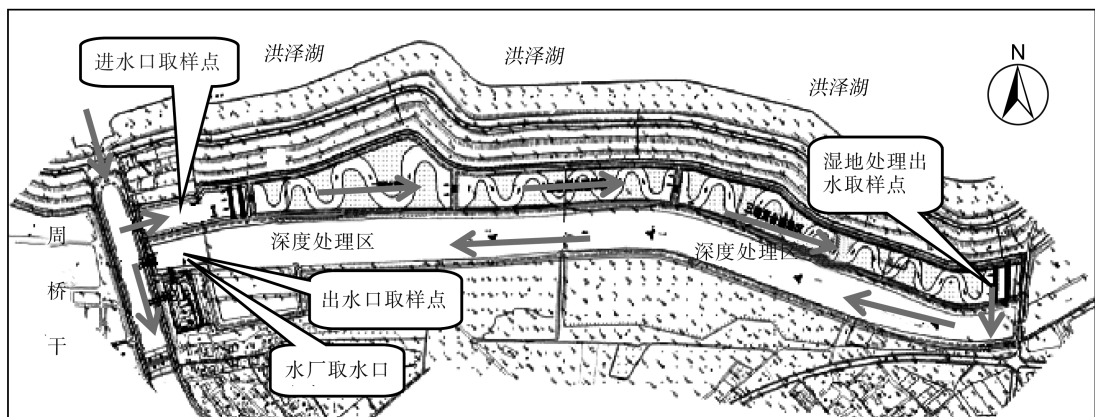 洪泽湖
洪泽湖
洪泽湖
N
进水口取样点
湿地处理出
水取样点
周
桥
干
深度处理区
深度处理区
出水口取样点
水厂取水口